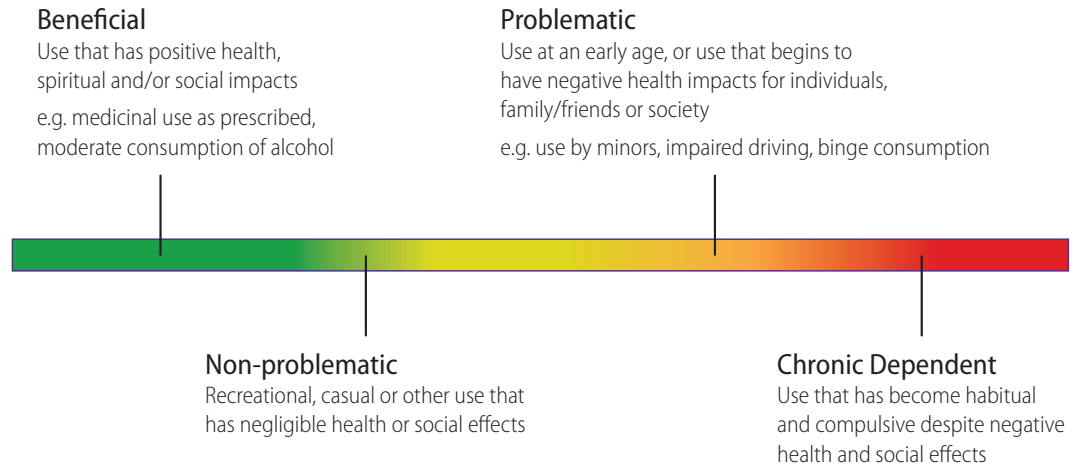 Beneficial
Use that has positive health,
spiritual and/or social impacts
e.g. medicinal use as prescribed,
moderate consumption of alcohol
Problematic
Use at an early age, or use that begins to
have negative health impacts for individuals,
family/friends or society
e.g. use by minors, impaired driving, binge consumption
Non-problematic
Recreational, casual or other use that
has negligible health or social effects
Chronic Dependent
Use that has become habitual
and compulsive despite negative
health and social effects